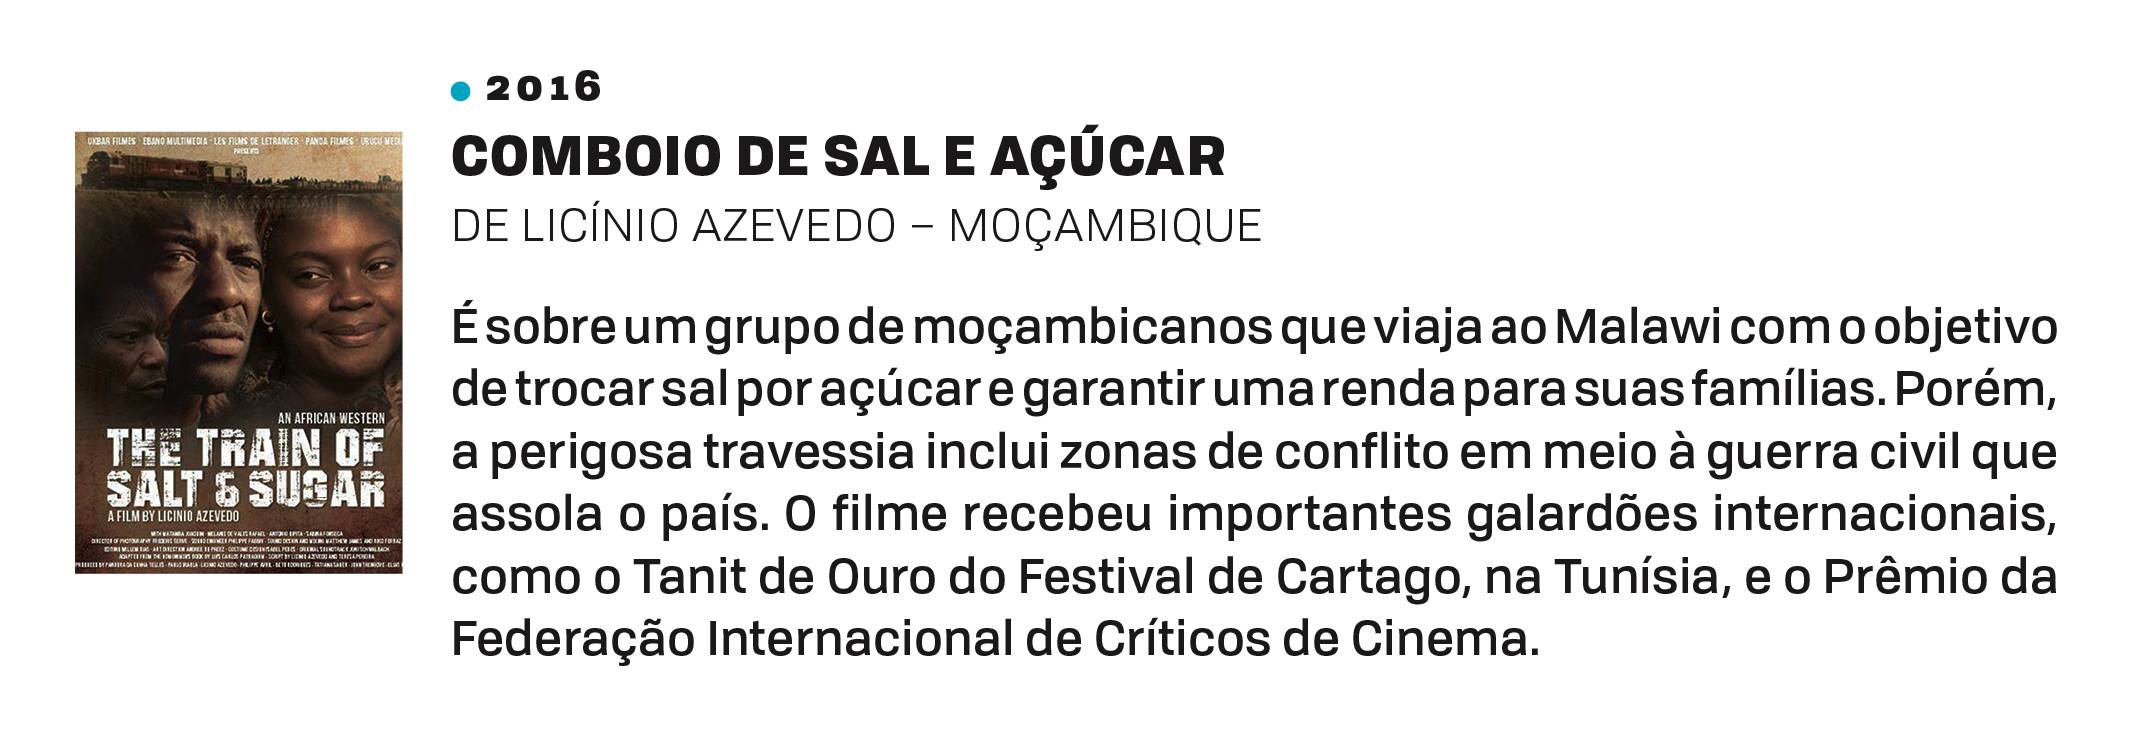 2016
COMBOIO DE SAL E AÇÚCAR
DE LICÍNIO AZEVEDO – MOÇAMBIQUE
É sobre um grupo de moçambicanos que viaja ao Malawi com o objetivo
de trocar sal por açúcar e garantir uma renda para suas famílias. Porém,
a perigosa travessia inclui zonas de conflito em meio à guerra civil que
assola o país. O filme recebeu importantes galardões internacionais,
como o Tanit de Ouro do Festival de Cartago, na Tunísia, e o Prêmio da
Federação Internacional de Críticos de Cinema.
UKBAR FILMES · EBANO MULTIMEDIA · LES FILMS DE L'ETRANGER · PANDA FILMES · URUCU
PRESENTS
AN AFRICAN WESTERN
THE TRAIN OF
SALT & SUGAR
A FILM BY LICINIO AZEVEDO